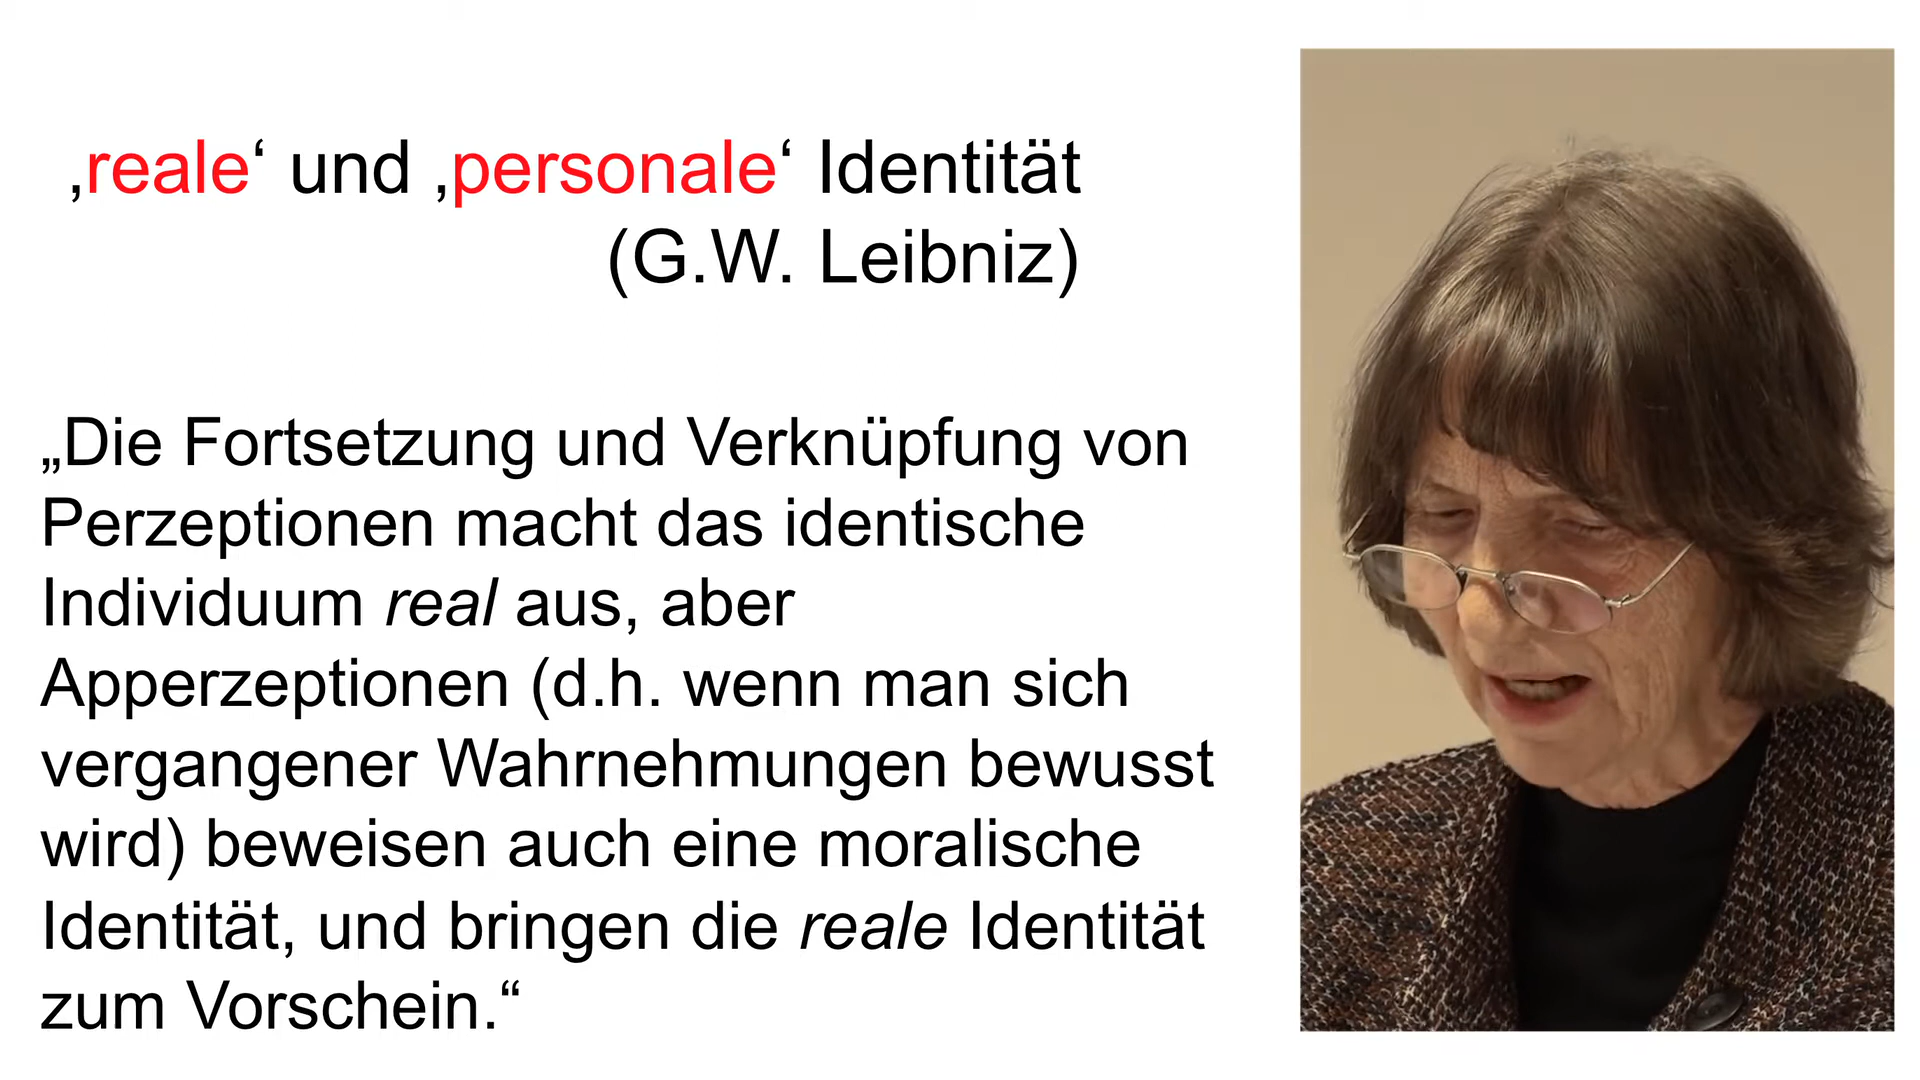 ‚reale‘ und ‚personale‘ Identität
(G.W. Leibniz)
„Die Fortsetzung und Verknüpfung von
Perzeptionen macht das identische
Individuum real aus, aber
Apperzeptionen (d.h. wenn man sich
vergangener Wahrnehmungen bewusst
wird) beweisen auch eine moralische
Identität, und bringen die reale Identität
zum Vorschein.“